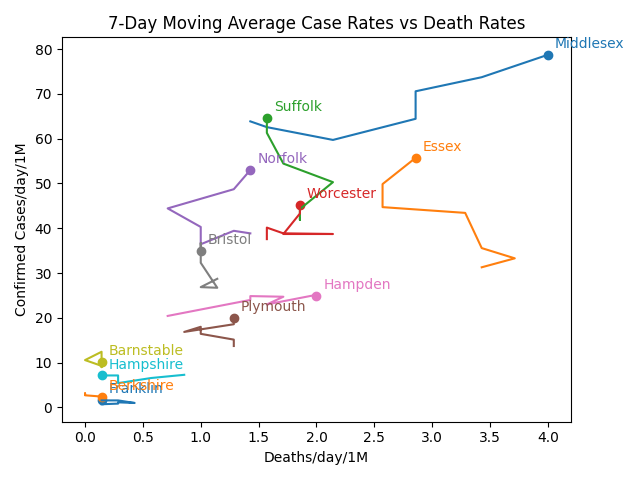 7-Day Moving Average Case Rates vs Death Rates
Middlesex
80
70
Suffolk
60
Essex
Norfolk
50
Worcester
40
Bristol
30
Hampden
Plymouth
20
Barnstable
10
Hampshire
Berkshire
Franklin
0
Confirmed Cases/day/1M
0.0 0.5 1.0 1.5 2.0 2.5 3.0 3.5 4.0
Deaths/day/1M